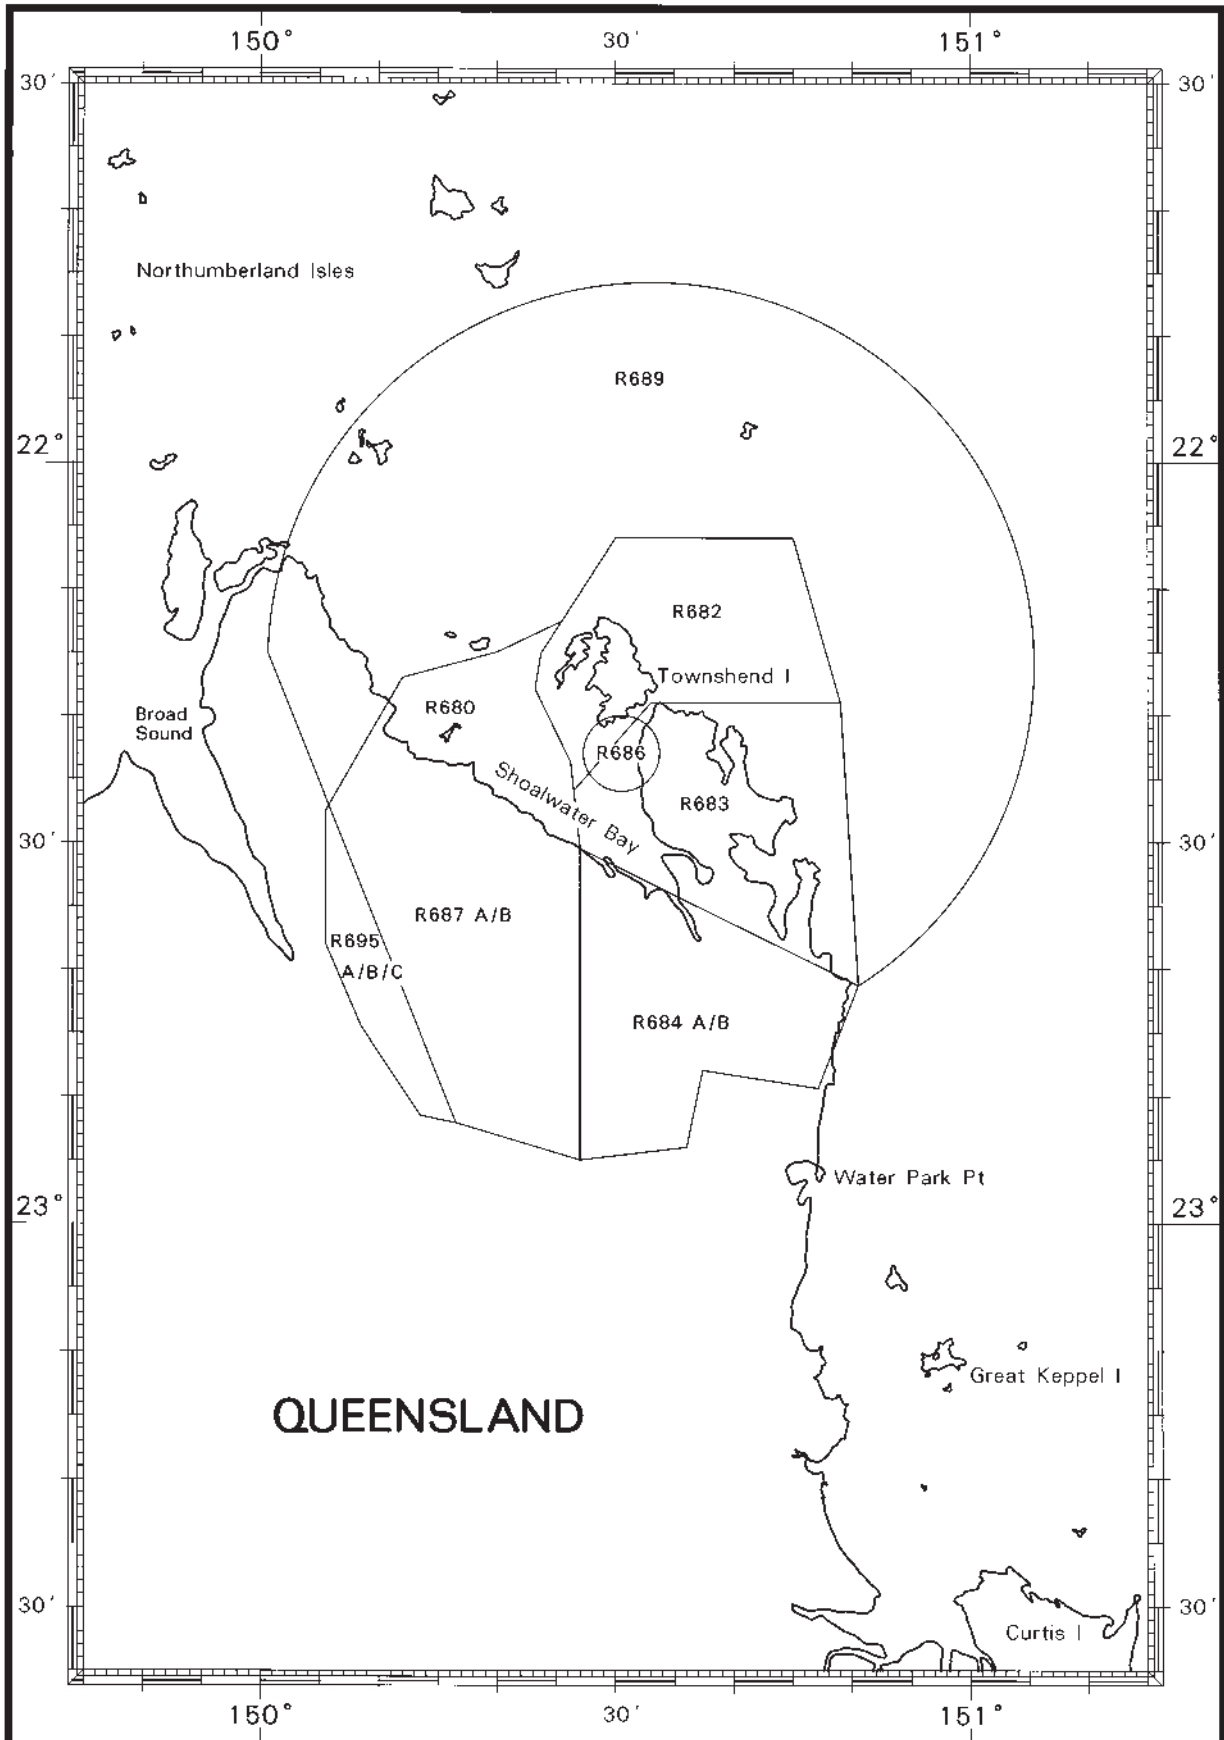 150°
30'
151°
30'
30'
Northumberland Isles
R689
22°
22°
R682
Townshend I
R680
Broad
Sound
R686
Shoalwater Bay
R683
30'
30'
R687 A/B
R695
A/B/C
R684 A/B
Water Park Pt
23°
23°
Great Keppel I
QUEENSLAND
30'
30'
Curtis I
150°
30'
151°